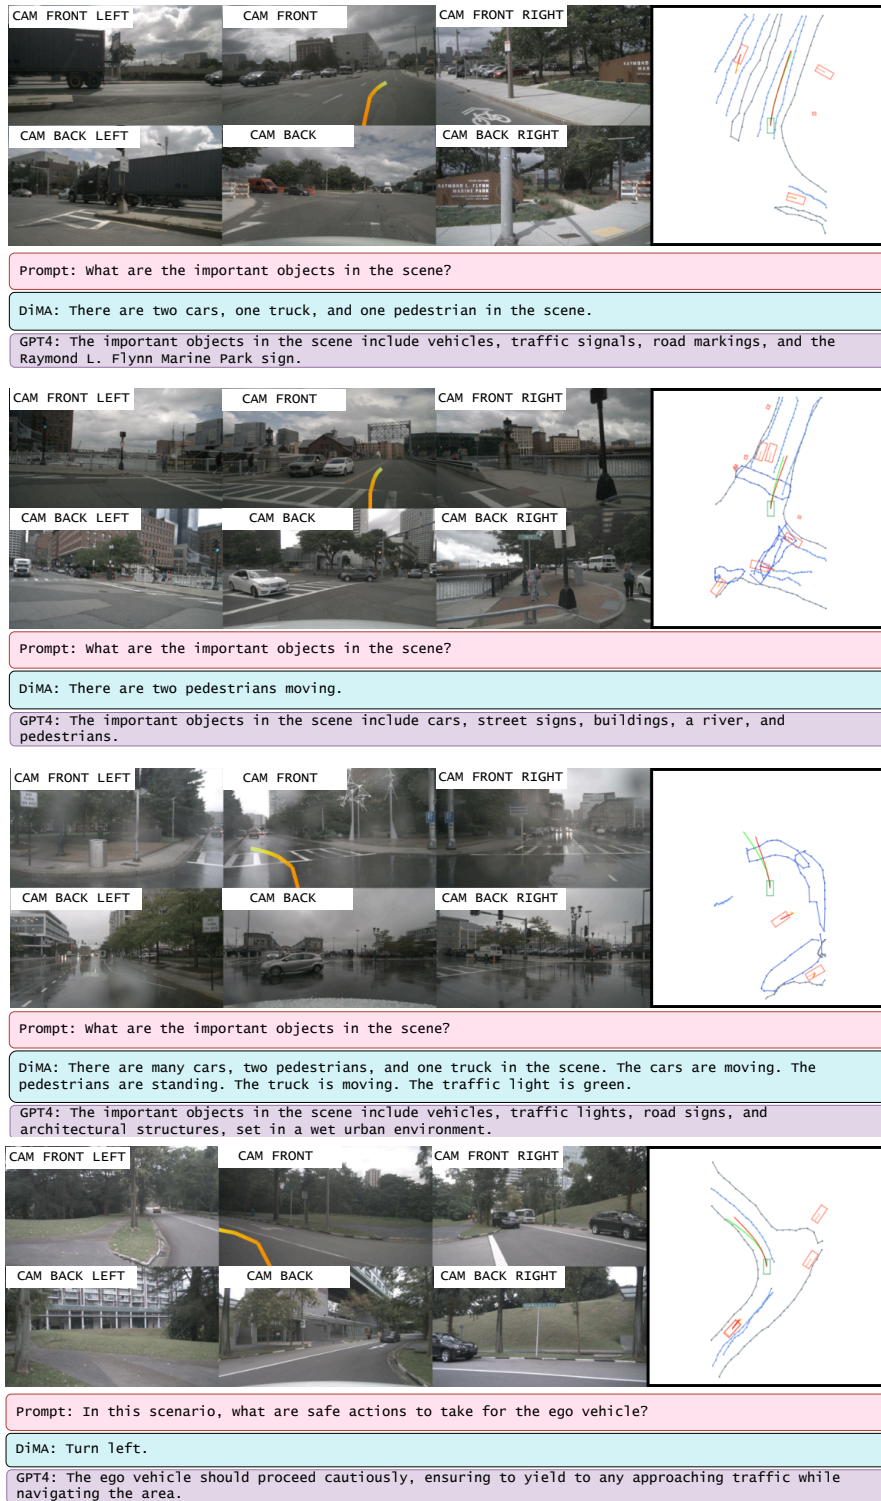 CAM FRONT LEFT
CAM FRONT
CAM FRONT RIGHT
RAYMOND L
MARINE
CAM BACK LEFT
CAM BACK
CAM BACK RIGHT
RAYMOND L. FLYNN
MARINE PARK
Prompt: What are the important objects in the scene?
DiMA: There are two cars, one truck, and one pedestrian in the scene.
GPT4: The important objects in the scene include vehicles, traffic signals, road markings, and the
Raymond L. Flynn Marine Park sign.
CAM FRONT LEFT
CAM FRONT
CAM FRONT RIGHT
CAM BACK LEFT
CAM BACK
CAM BACK RIGHT
Prompt: What are the important objects in the scene?
DiMA: There are two pedestrians moving.
GPT4: The important objects in the scene include cars, street signs, buildings, a river, and
pedestrians.
CAM FRONT LEFT
CAM FRONT
CAM FRONT RIGHT
CAM BACK LEFT
CAM BACK
CAM BACK RIGHT
Prompt: What are the important objects in the scene?
DiMA: There are many cars, two pedestrians, and one truck in the scene. The cars are moving. The
pedestrians are standing. The truck is moving. The traffic light is green.
GPT4: The important objects in the scene include vehicles, traffic lights, road signs, and
architectural structures, set in a wet urban environment.
CAM FRONT LEFT
CAM FRONT
CAM FRONT RIGHT
CAM BACK LEFT
CAM BACK
CAM BACK RIGHT
Prompt: In this scenario, what are safe actions to take for the ego vehicle?
DiMA: Turn left.
GPT4: The ego vehicle should proceed cautiously, ensuring to yield to any approaching traffic while
navigating the area.